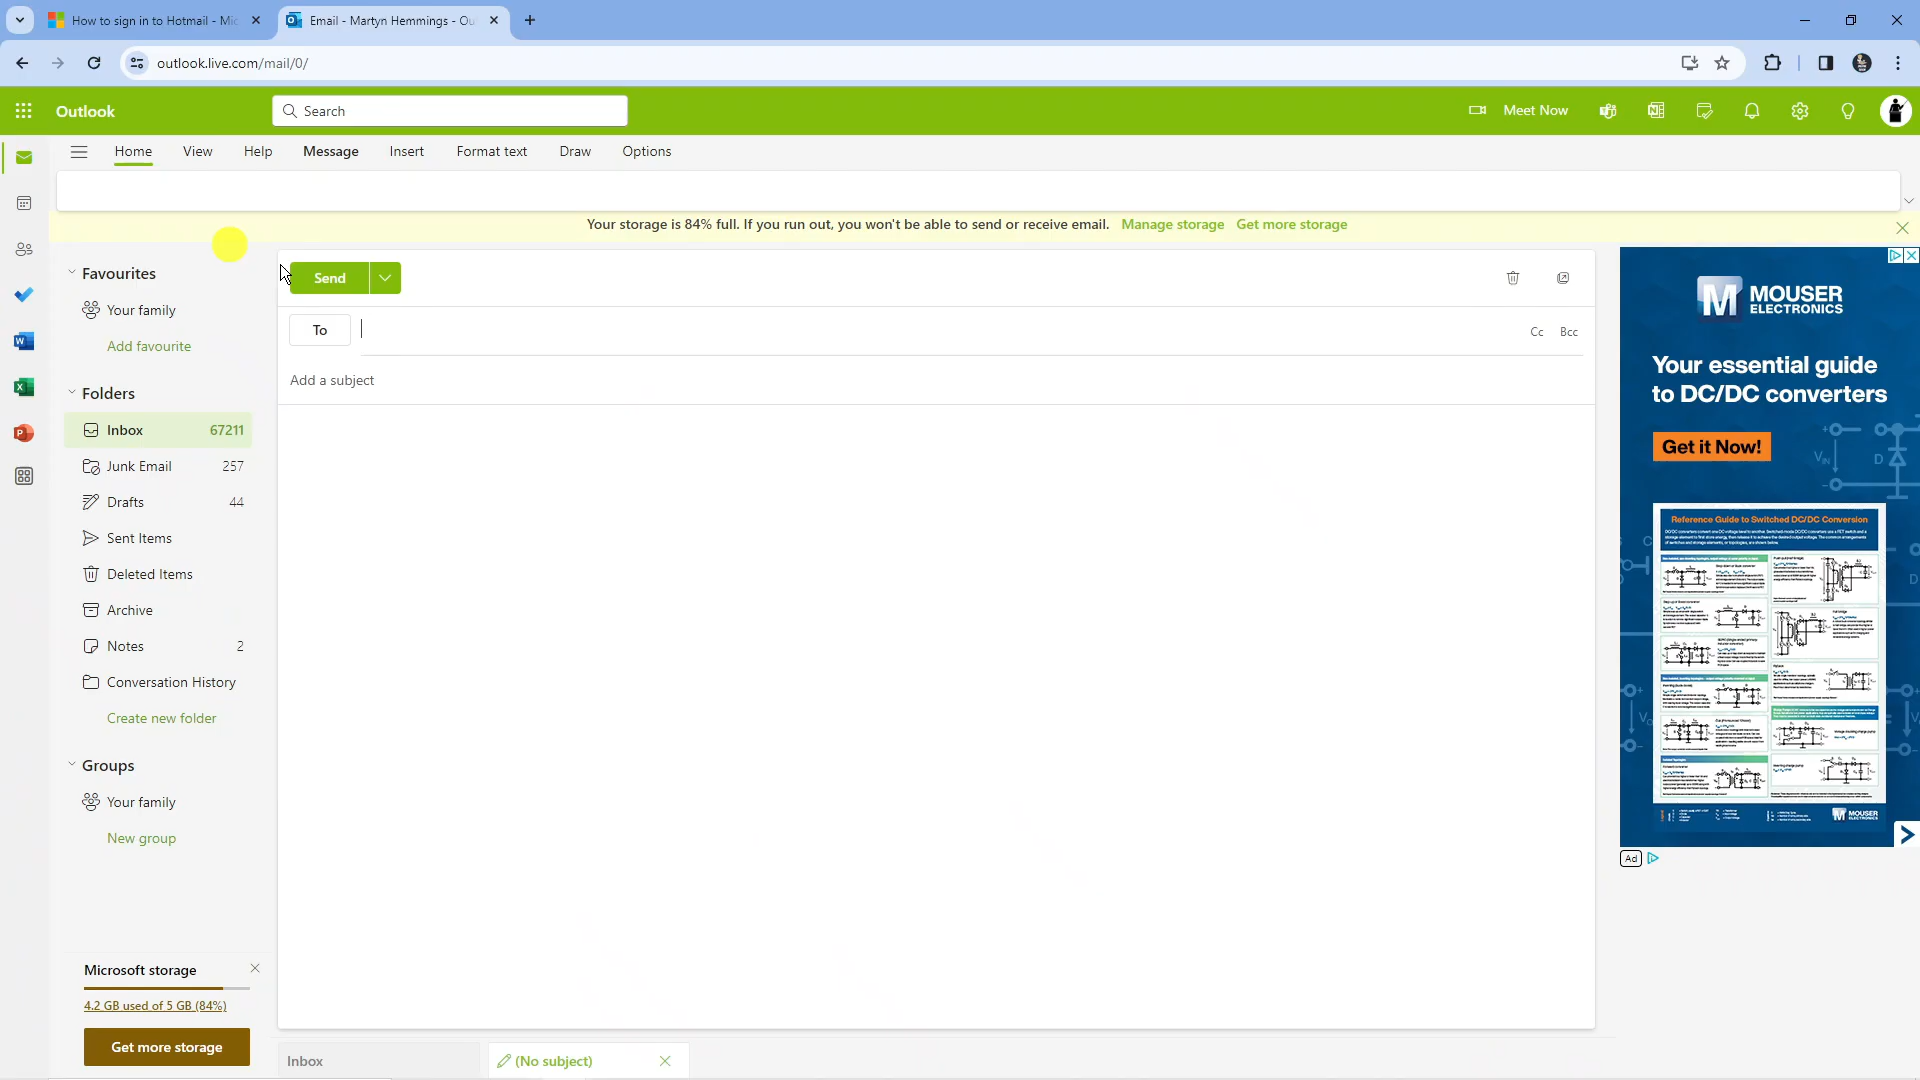 How to sign in to Hotmail - Mic
Email - Martyn Hemmings - Ou
outlook.live.com/mail/0/
Outlook
Search
Meet Now
Home
View
Help
Message
Insert
Format text
Draw
Options
Your storage is 84% full. If you run out, you won't be able to send or receive email. Manage storage Get more storage
Favourites
Your family
Add favourite
Folders
Inbox 67211
Junk Email 257
Drafts 44
Sent Items
Deleted Items
Archive
Notes 2
Conversation History
Create new folder
Groups
Your family
New group
Microsoft storage
4.2 GB used of 5 GB (84%)
Get more storage
Send
To
Cc
Bcc
Add a subject
Inbox
(No subject)
MOUSER
ELECTRONICS
Your essential guide
to DC/DC converters
Get it Now!
Reference Guide to Switched DC/DC Conversion
MOUSER
ELECTRONICS
Ad